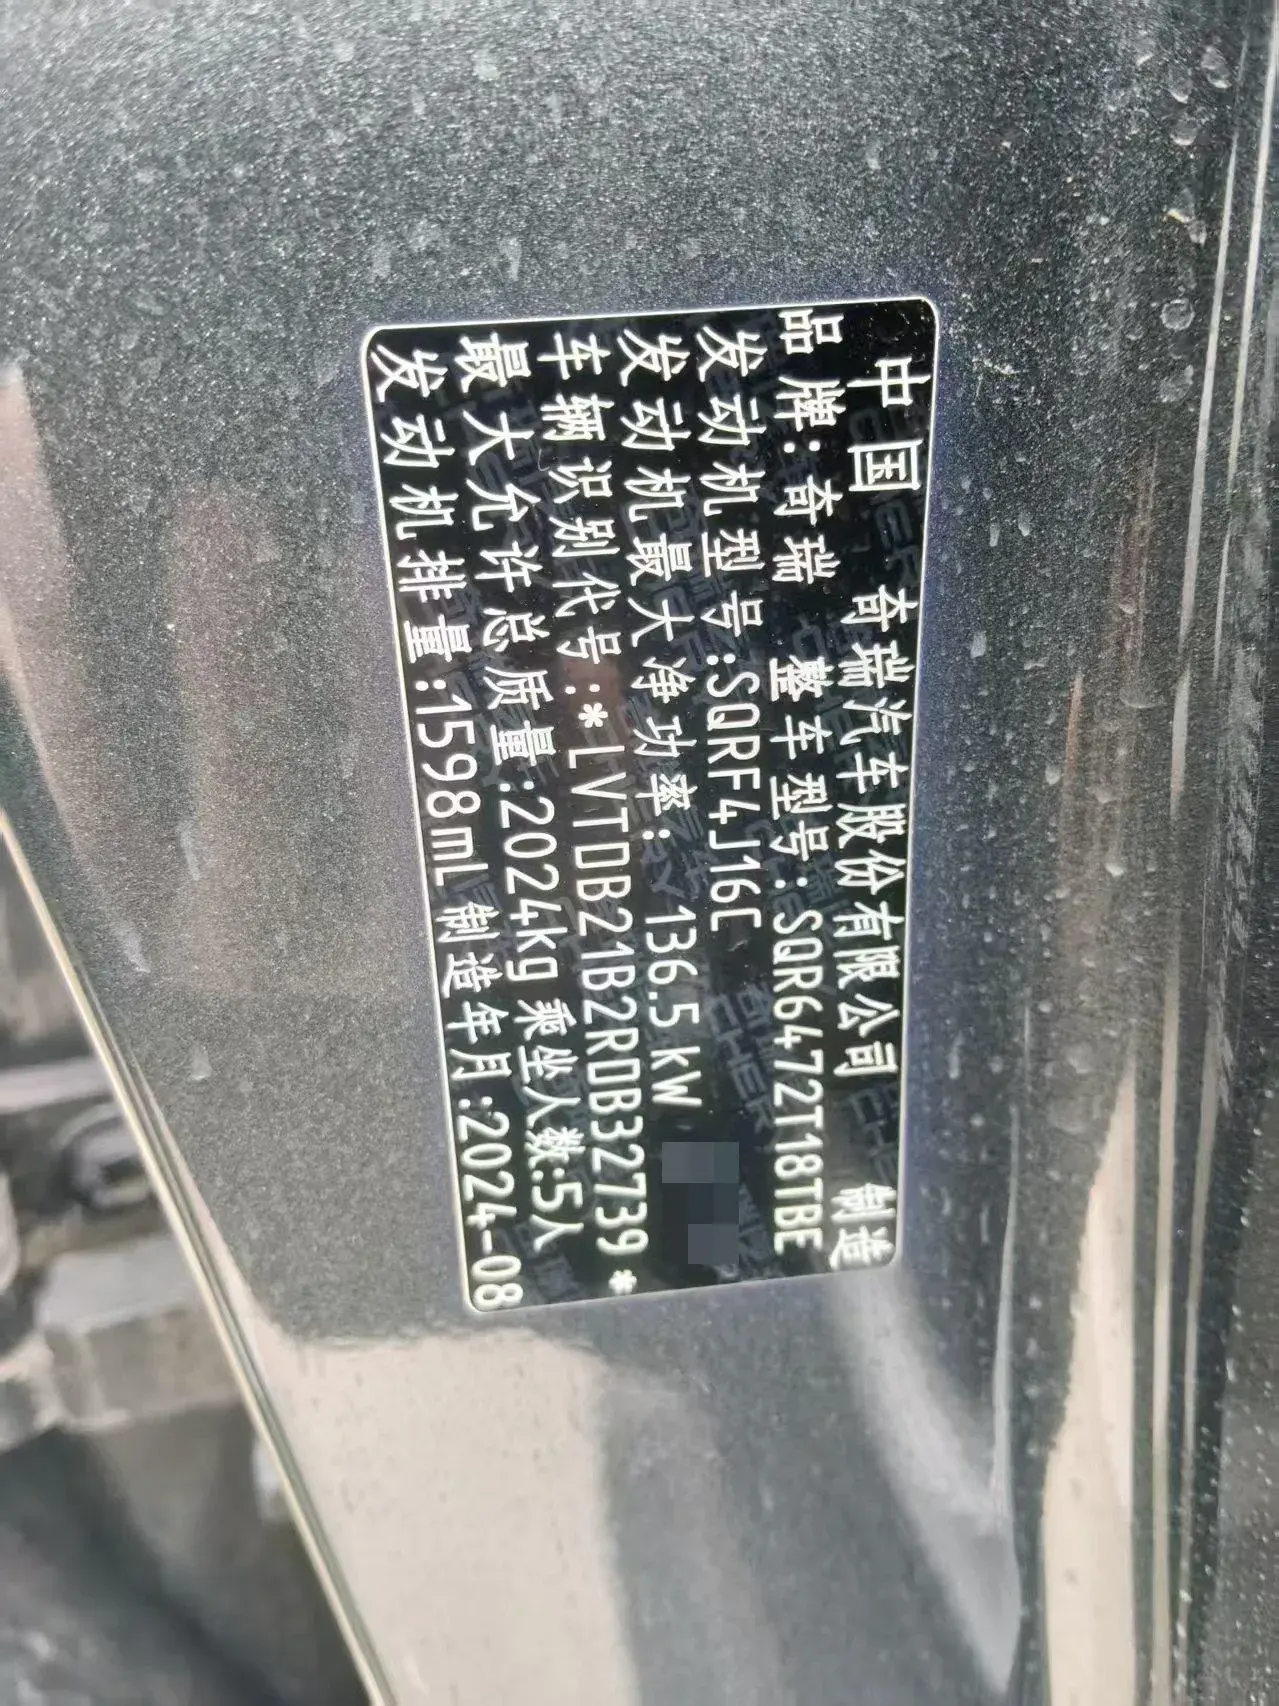 中国 奇瑞汽车股份有限公司 制造
品牌:奇瑞 整车型号:SQR6472T18TBE
发动机型号:SQRF4J16C
发动机最大净功率: 136.5 kW
车辆识别代号:*LVTDB21B2RDB32739*
最大允许总质量:2024kg 乘坐人数:5人
发动机排量:1598mL 制造年月:2024-08